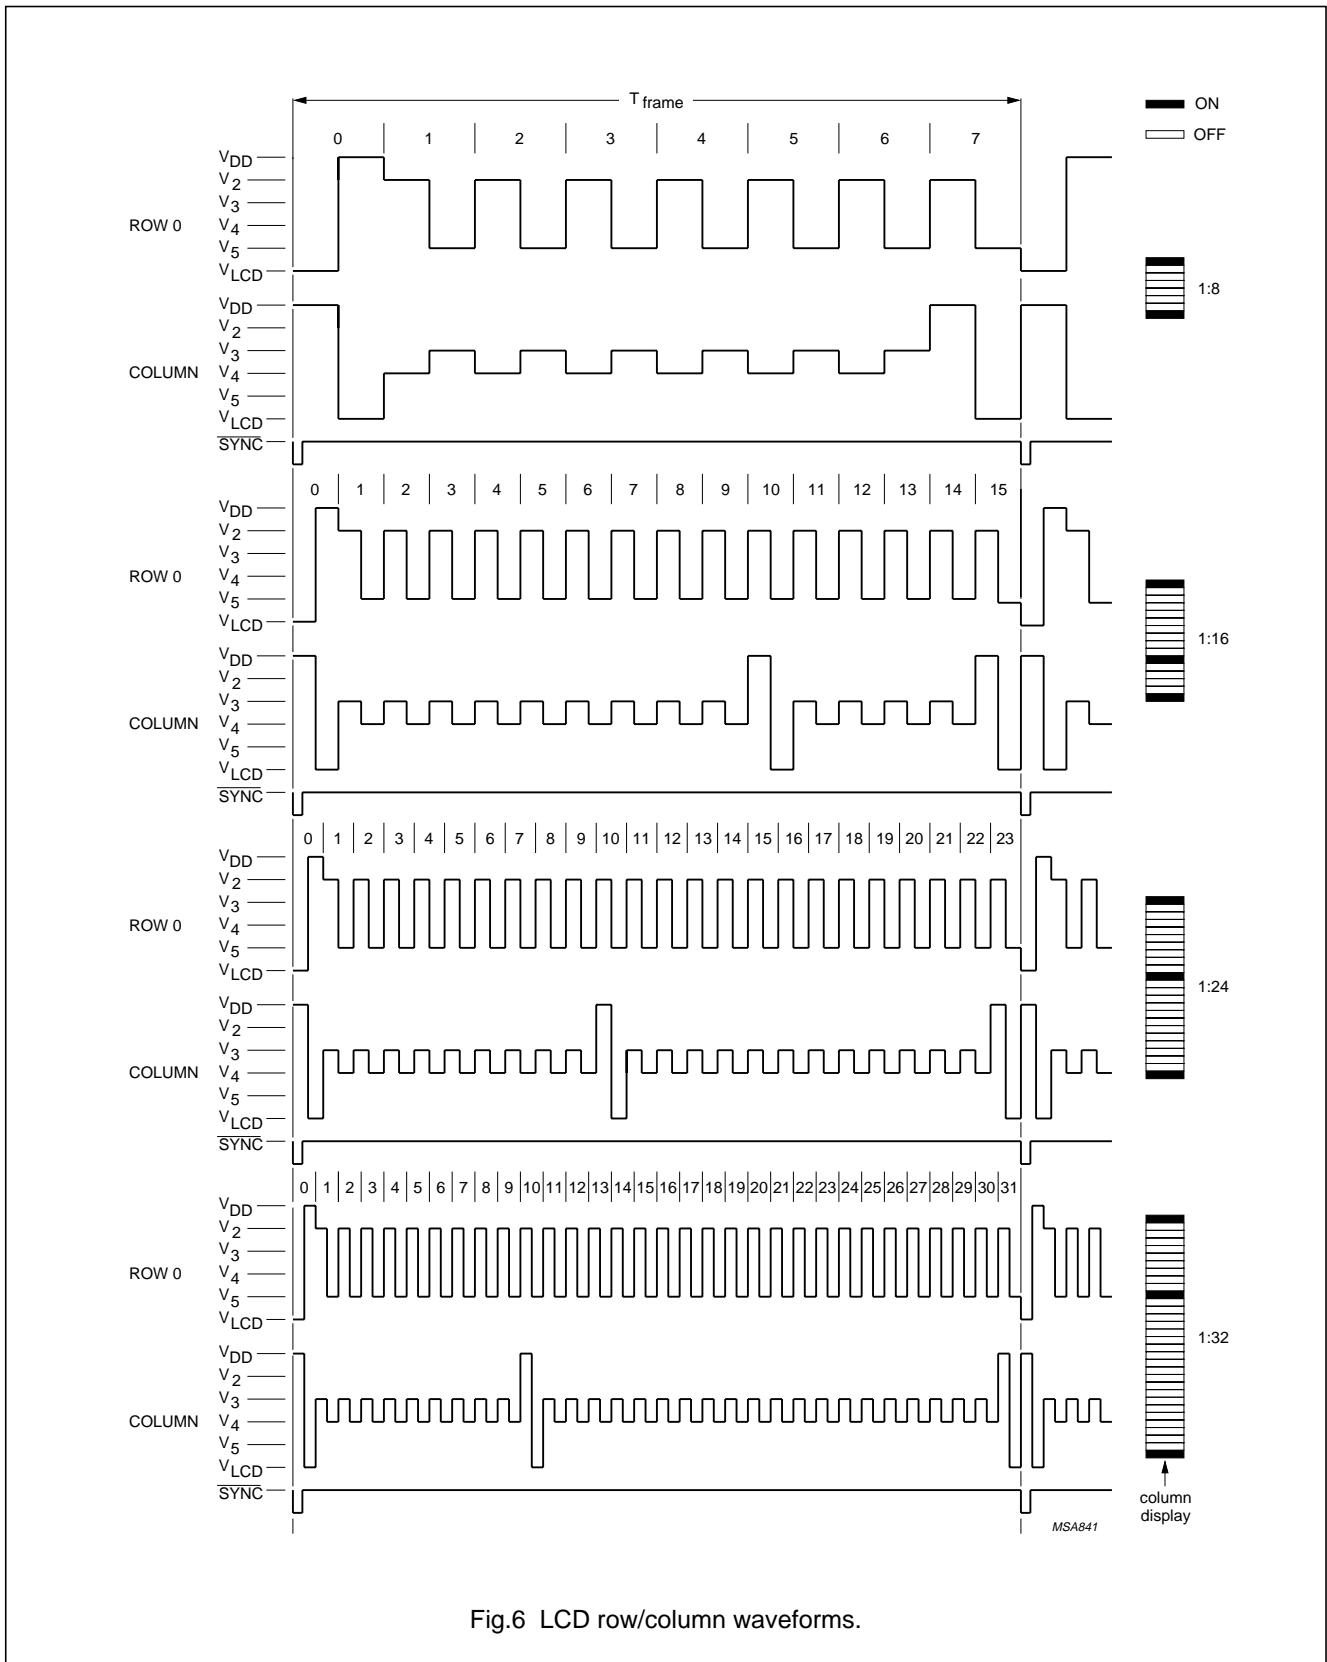 T frame
ON
OFF
0 1 2 3 4 5 6 7
VDD
V2
V3
V4
V5
VLCD
ROW 0
1:8
VDD
V2
V3
V4
V5
VLCD
COLUMN
SYNC
0 1 2 3 4 5 6 7 8 9 10 11 12 13 14 15
VDD
V2
V3
V4
V5
VLCD
ROW 0
1:16
VDD
V2
V3
V4
V5
VLCD
COLUMN
SYNC
0 1 2 3 4 5 6 7 8 9 10 11 12 13 14 15 16 17 18 19 20 21 22 23
VDD
V2
V3
V4
V5
VLCD
ROW 0
1:24
VDD
V2
V3
V4
V5
VLCD
COLUMN
SYNC
0 1 2 3 4 5 6 7 8 9 10 11 12 13 14 15 16 17 18 19 20 21 22 23 24 25 26 27 28 29 30 31
VDD
V2
V3
V4
V5
VLCD
ROW 0
1:32
VDD
V2
V3
V4
V5
VLCD
COLUMN
SYNC
column
display
MSA841
Fig.6 LCD row/column waveforms.